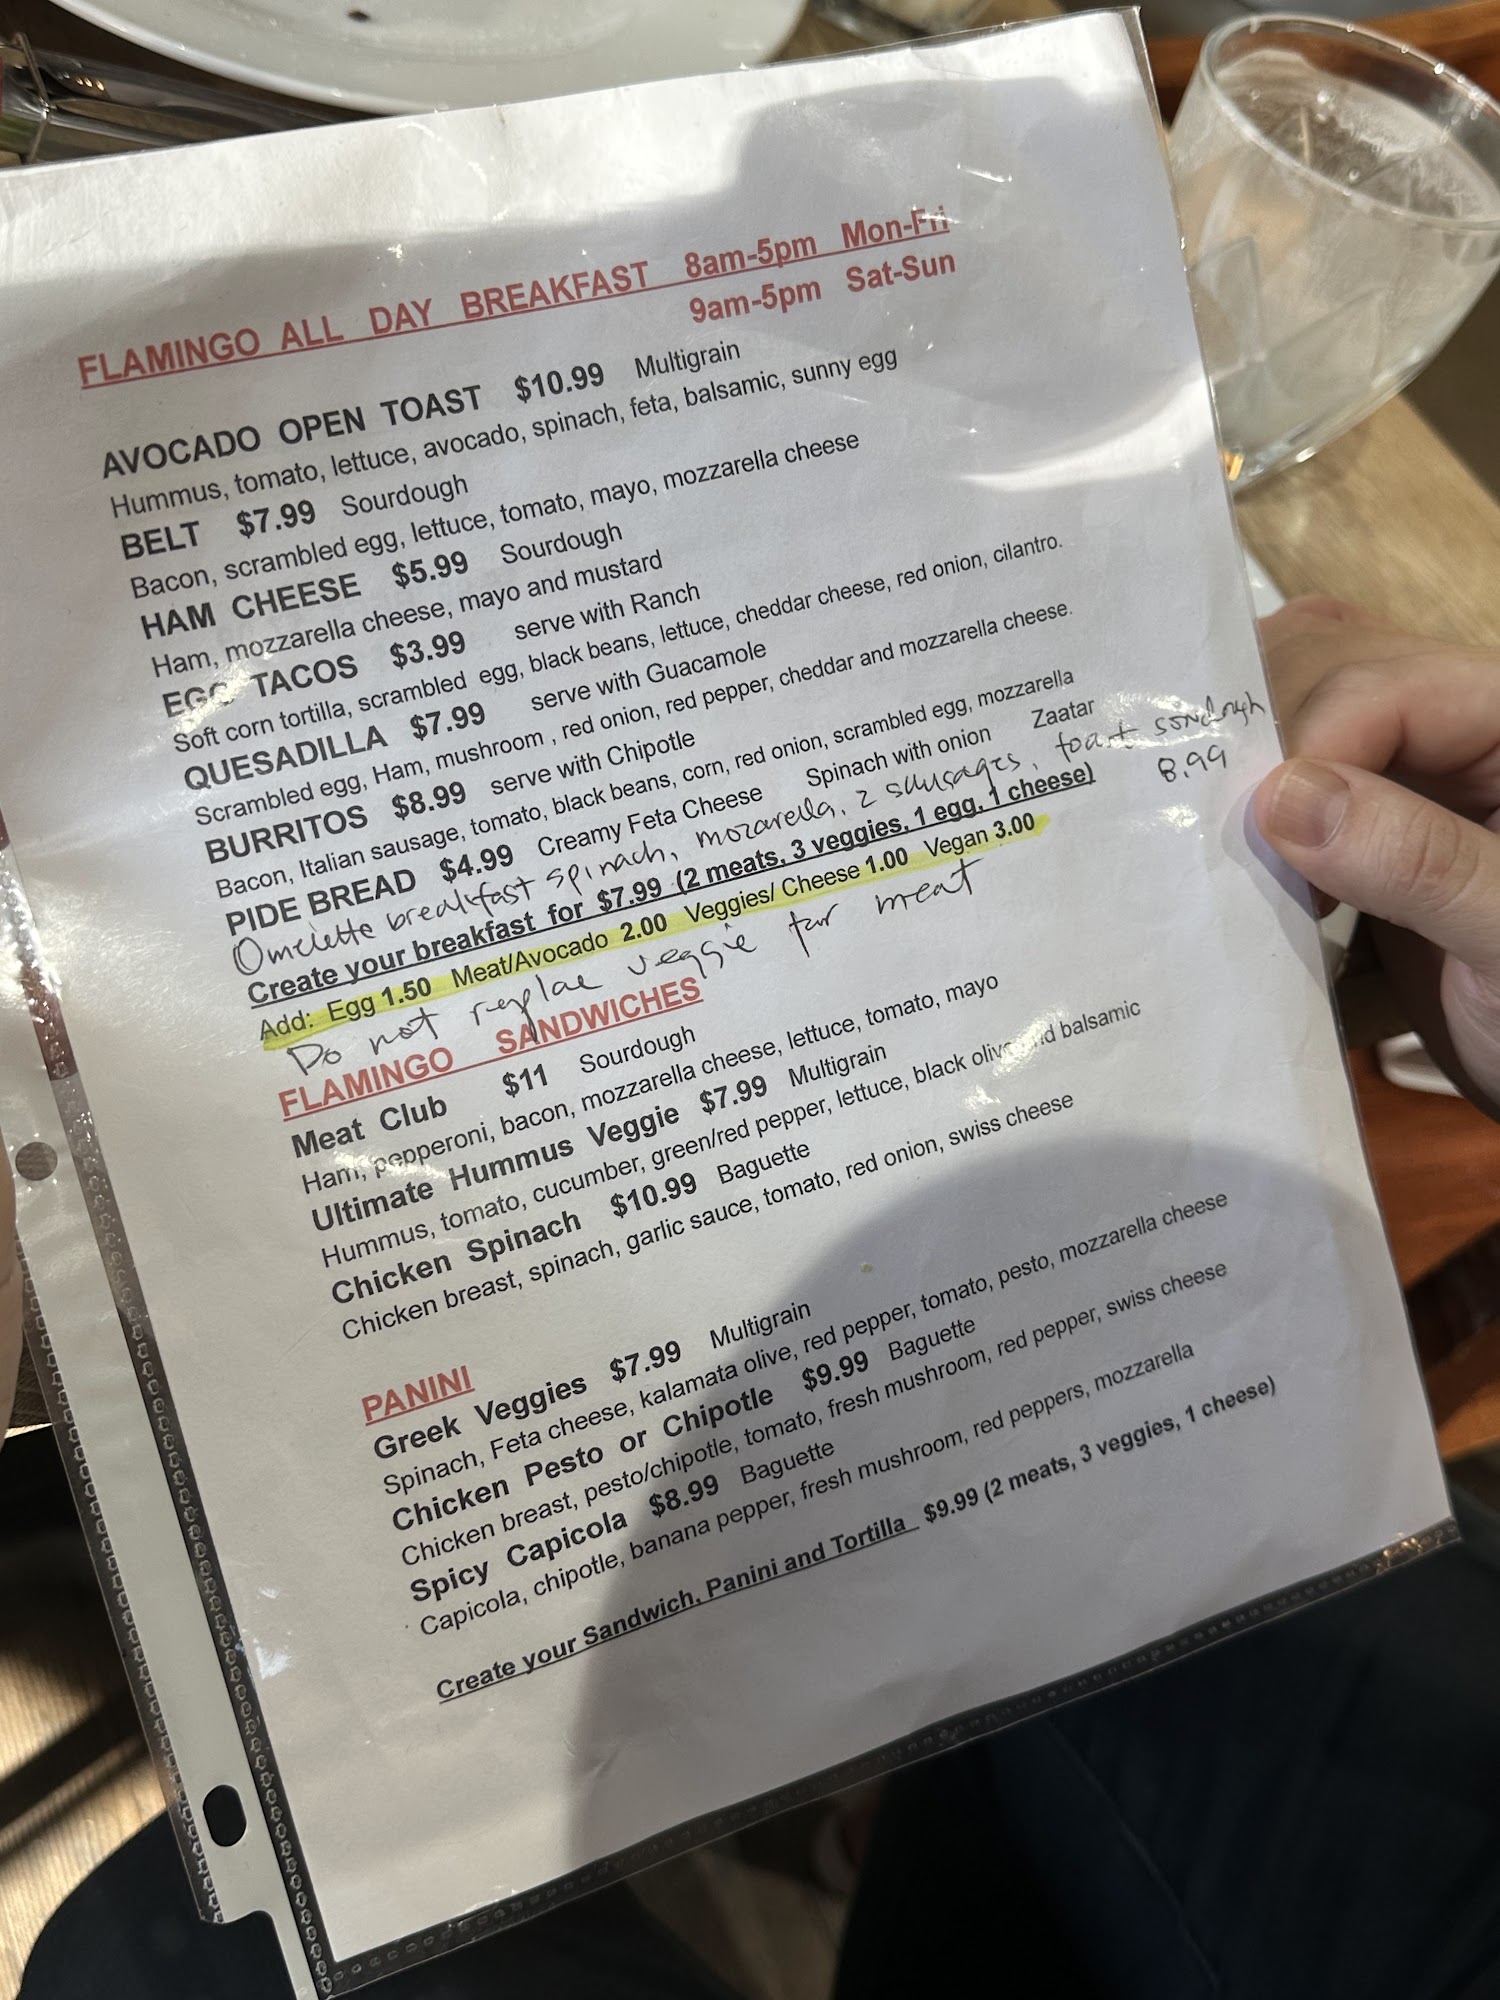 FLAMINGO ALL DAY BREAKFAST 8am-5pm Mon-Fri
9am-5pm Sat-Sun
AVOCADO OPEN TOAST $10.99 Multigrain
Hummus, tomato, lettuce, avocado, spinach, feta, balsamic, sunny egg
BELT $7.99 Sourdough
Bacon, scrambled egg, lettuce, tomato, mayo, mozzarella cheese
HAM CHEESE $5.99 Sourdough
Ham, mozzarella cheese, mayo and mustard
EGG TACOS $3.99 serve with Ranch
Soft corn tortilla, scrambled egg, black beans, lettuce, cheddar cheese, red onion, cilantro.
QUESADILLA $7.99 serve with Guacamole
Scrambled egg, Ham, mushroom , red onion, red pepper, cheddar and mozzarella cheese.
BURRITOS $8.99 serve with Chipotle
Bacon, Italian sausage, tomato, black beans, corn, red onion, scrambled egg, mozzarella
PIDE BREAD $4.99 Creamy Feta Cheese Spinach with onion Zaatar
Omelette breakfast spinach, mozarella, 2 sausages, toast sourdough 8.99
Create your breakfast for $7.99 (2 meats, 3 veggies, 1 egg, 1 cheese)
Add: Egg 1.50 Meat/Avocado 2.00 Veggies/ Cheese 1.00 Vegan 3.00
Do not replae veggie for meat
FLAMINGO SANDWICHES
Meat Club $11 Sourdough
Ham, pepperoni, bacon, mozzarella cheese, lettuce, tomato, mayo
Ultimate Hummus Veggie $7.99 Multigrain
Hummus, tomato, cucumber, green/red pepper, lettuce, black olive and balsamic
Chicken Spinach $10.99 Baguette
Chicken breast, spinach, garlic sauce, tomato, red onion, swiss cheese
PANINI
Greek Veggies $7.99 Multigrain
Spinach, Feta cheese, kalamata olive, red pepper, tomato, pesto, mozzarella cheese
Chicken Pesto or Chipotle $9.99 Baguette
Chicken breast, pesto/chipotle, tomato, fresh mushroom, red pepper, swiss cheese
Spicy Capicola $8.99 Baguette
Capicola, chipotle, banana pepper, fresh mushroom, red peppers, mozzarella
Create your Sandwich, Panini and Tortilla $9.99 (2 meats, 3 veggies, 1 cheese)